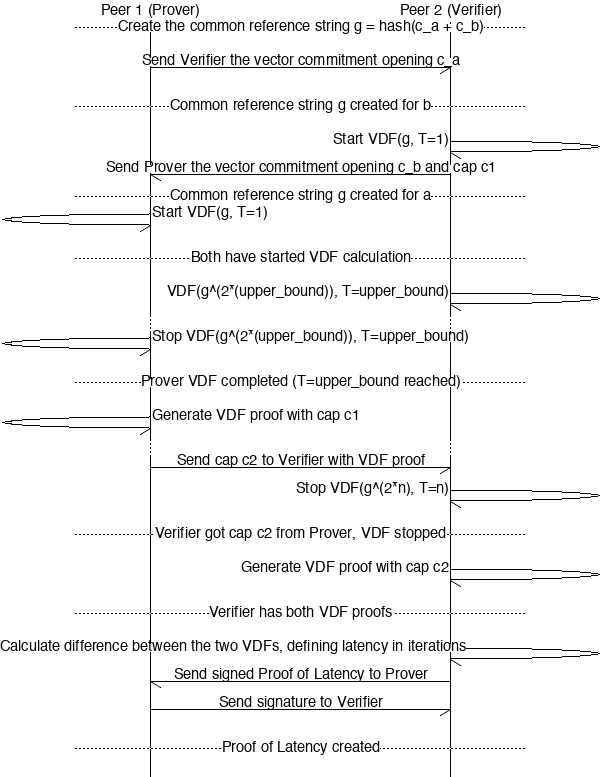 Peer 1 (Prover) Peer 2 (Verifier)
Create the common reference string g = hash(c_a + c_b)
Send Verifier the vector commitment opening c_a
Common reference string g created for b
Start VDF(g, T=1)
Send Prover the vector commitment opening c_b and cap c1
Common reference string g created for a
Start VDF(g, T=1)
Both have started VDF calculation
VDF(g^(2*(upper_bound)), T=upper_bound)
Stop VDF(g^(2*(upper_bound)), T=upper_bound)
Prover VDF completed (T=upper_bound reached)
Generate VDF proof with cap c1
Send cap c2 to Verifier with VDF proof
Stop VDF(g^(2*n), T=n)
Verifier got cap c2 from Prover, VDF stopped
Generate VDF proof with cap c2
Verifier has both VDF proofs
Calculate difference between the two VDFs, defining latency in iterations
Send signed Proof of Latency to Prover
Send signature to Verifier
Proof of Latency created